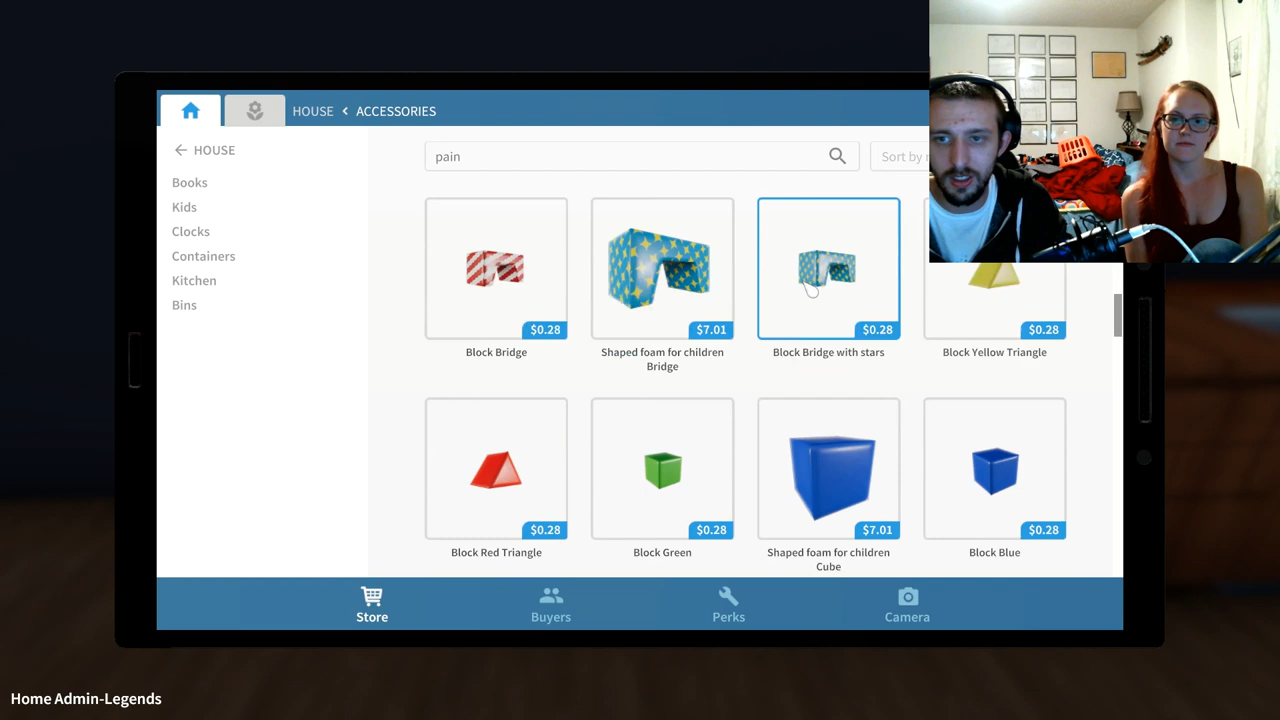 HOUSE < ACCESSORIES
HOUSE
Books
Kids
Clocks
Containers
Kitchen
Bins
pain
Sort by
$0.28
$7.01
$0.28
$0.28
Block Bridge
Shaped foam for children
Bridge
Block Bridge with stars
Block Yellow Triangle
$0.28
$0.28
$7.01
$0.28
Block Red Triangle
Block Green
Shaped foam for children
Cube
Block Blue
Store
Buyers
Perks
Camera
Home Admin-Legends